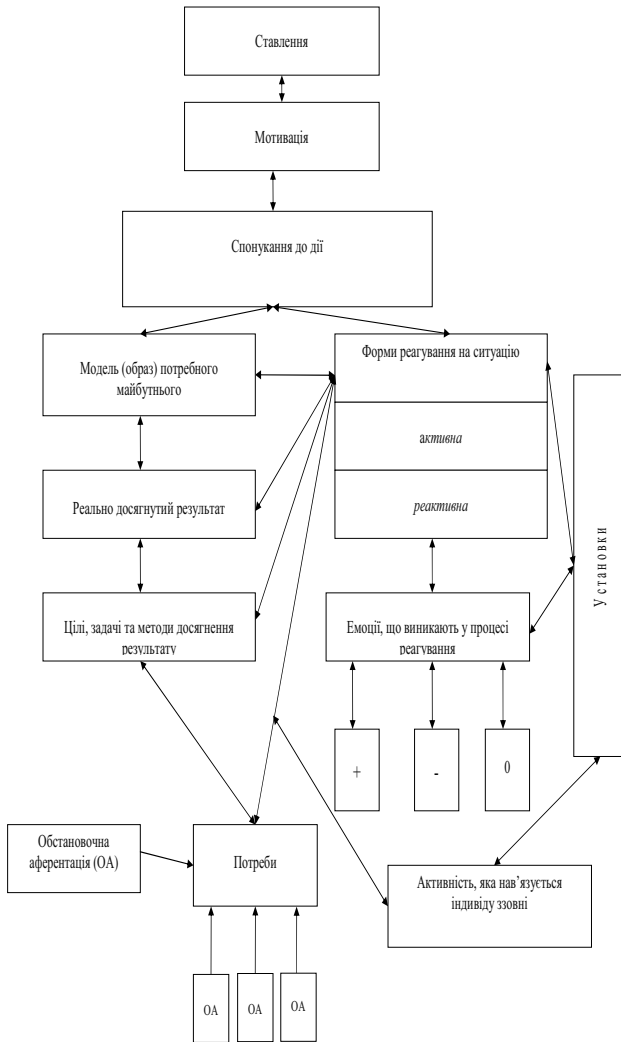 Ставлення
Мотивація
Спонукання до дії
Модель (образ) потребного
майбутнього
Форми реагування на ситуацію
активна
Реально досягнутий результат
реактивна
Установки
Цілі, задачі та методи досягнення
результату
Емоції, що виникають у процесі
реагування
+
-
0
Обстановочна
аферентація (ОА)
Потреби
Активність, яка нав’язується
індивіду ззовні
ОА
ОА
ОА